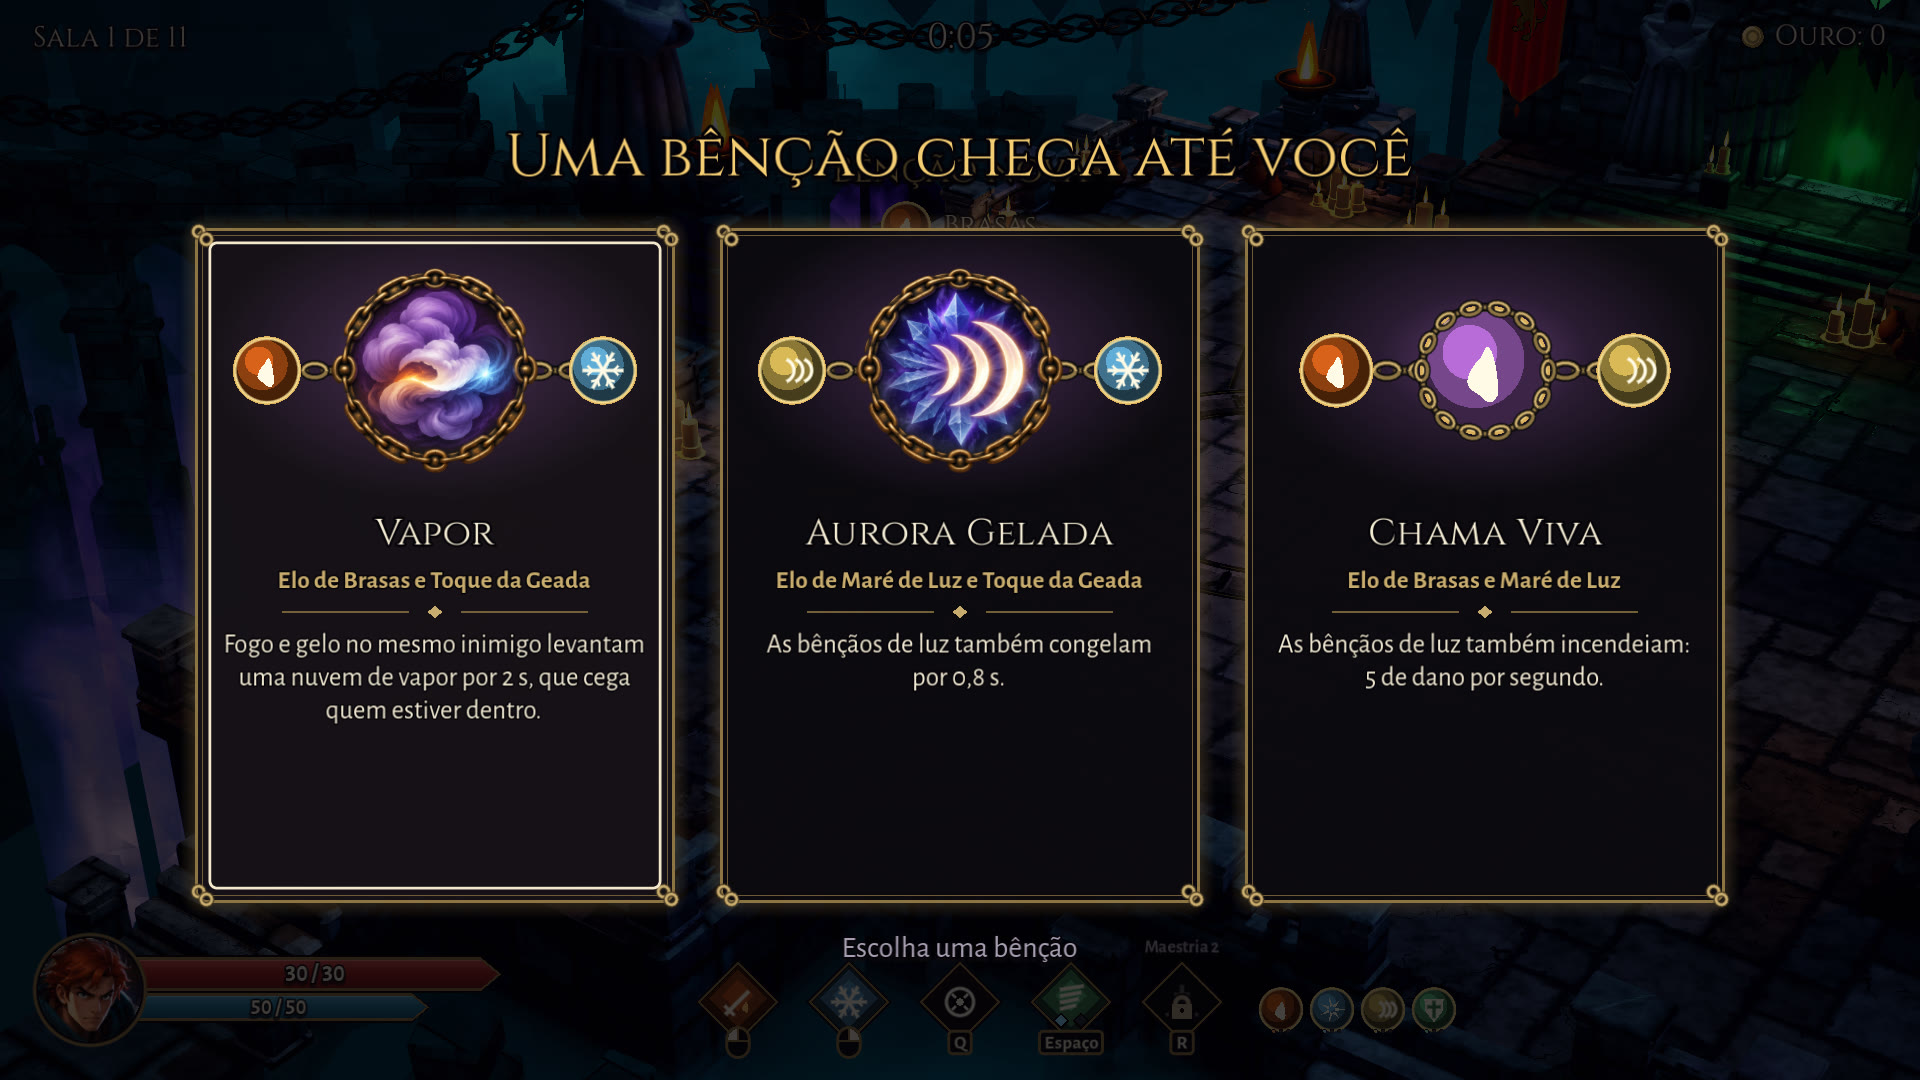 Sala 1 de 11
0:05
Ouro: 0
Uma bênção chega até você
Brasas
Vapor
Elo de Brasas e Toque da Geada
Fogo e gelo no mesmo inimigo levantam
uma nuvem de vapor por 2 s, que cega
quem estiver dentro.
Aurora Gelada
Elo de Maré de Luz e Toque da Geada
As bênçãos de luz também congelam
por 0,8 s.
Chama Viva
Elo de Brasas e Maré de Luz
As bênçãos de luz também incendeiam:
5 de dano por segundo.
Escolha uma bênção
Maestria 2
30/30
50/50
Q
Espaço
R